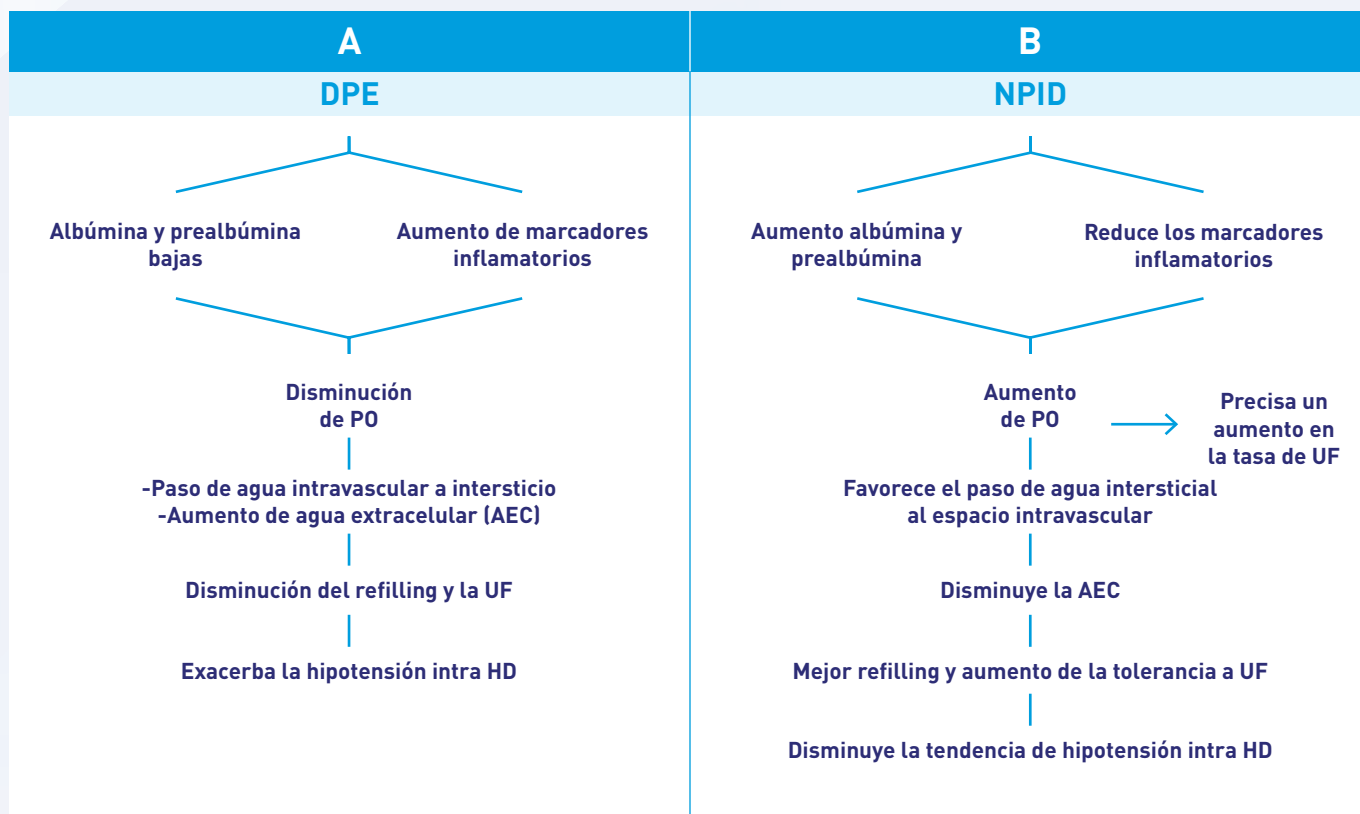 A
DPE
Albúmina y prealbúmina
bajas
Aumento de marcadores
inflamatorios
Disminución
de PO
-Paso de agua intravascular a intersticio
-Aumento de agua extracelular (AEC)
Disminución del refilling y la UF
Exacerba la hipotensión intra HD
B
NPID
Aumento albúmina y
prealbúmina
Reduce los marcadores
inflamatorios
Aumento
de PO
Precisa un
aumento en
la tasa de UF
Favorece el paso de agua intersticial
al espacio intravascular
Disminuye la AEC
Mejor refilling y aumento de la tolerancia a UF
Disminuye la tendencia de hipotensión intra HD